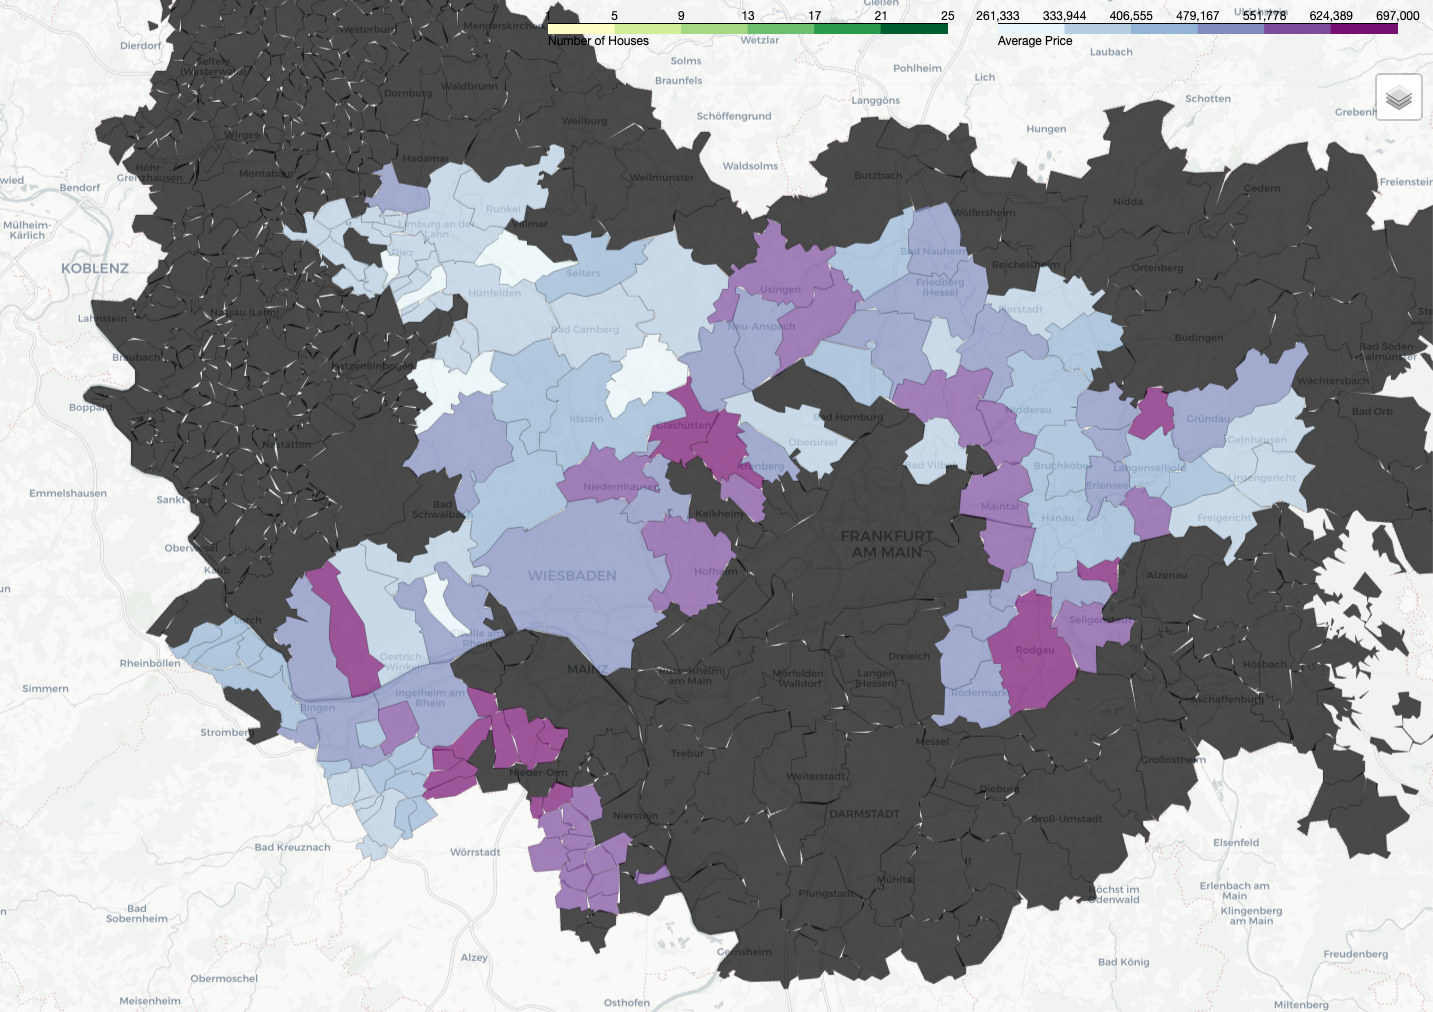 Gießen
Ulrichstein
1
5
9
13
17
21
25
Number of Houses
261,333
333,944
406,555
479,167
551,778
624,389
697,000
Average Price
Westerburg
Mengerskirchen
Dierdorf
Wetzlar
Laubach
Selters
(Westerwald)
Solms
Pohlheim
Lich
Braunfels
Waldbrunn
Dornburg
Langgöns
Schotten
Schöffengrund
Grebenh
Weilburg
Hungen
Wirges
Hadamar
Waldsolms
Höhr-
Grenzhausen
Montabaur
Weilmünster
Butzbach
wied
Bendorf
Gedern
Freienstein
Nidda
Runkel
Wölfersheim
Mülheim-
Kärlich
Limburg an der
Lahn
Villmar
Diez
Bad Nauheim
KOBLENZ
Selters
Reichelsheim
Ortenberg
Hünfelden
Usingen
Friedberg
(Hesse)
Florstadt
Lahnstein
Nassau (Lahn)
Bad Camberg
Neu-Anspach
Büdingen
Bad Soden-
Salmünster
Braubach
Katzenelnbogen
Wächtersbach
Boppard
Idstein
Nidderau
Bad Orb
Bad Homburg
Gründau
Glashütten
Nastätten
Oberursel
Gelnhausen
Kronberg
Bad Vilbel
Bruchköbel
Langenselbold
Linsengericht
Emmelshausen
Sankt Goar
Niedernhausen
Erlensee
Bad
Schwalbach
Kelkheim
Maintal
Hanau
Freigericht
FRANKFURT
AM MAIN
Oberwesel
Kaub
WIESBADEN
Hofheim
Alzenau
Lorch
Eltville am
Rhein
Seligenstadt
Rheinböllen
Oestrich
Winkel
MAINZ
Rüsselsheim
am Main
Mörfelden-
Walldorf
Langen
(Hessen)
Dreieich
Rodgau
Hösbach
Simmern
Ingelheim am
Rhein
Rödermark
Aschaffenburg
Bingen
Stromberg
Messel
Trebur
Großostheim
Nieder-Olm
Weiterstadt
Dieburg
Nierstein
DARMSTADT
Groß-Umstadt
Bad Kreuznach
Wörrstadt
Elsenfeld
Mühltal
Pfungstadt
Höchst im
Odenwald
Erlenbach am
Main
Bad
Sobernheim
Klingenberg
am Main
Alzey
Gernsheim
Bad König
Freudenberg
Obermoschel
Meisenheim
Osthofen
Miltenberg